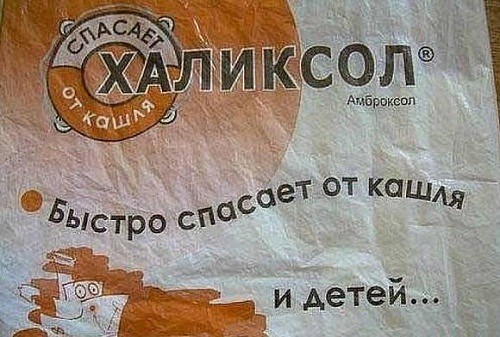 СПАСАЕТ
ОТ КАШЛЯ
ХАЛИКСОЛ®
Амброксол
Быстро спасает от кашля
и детей...